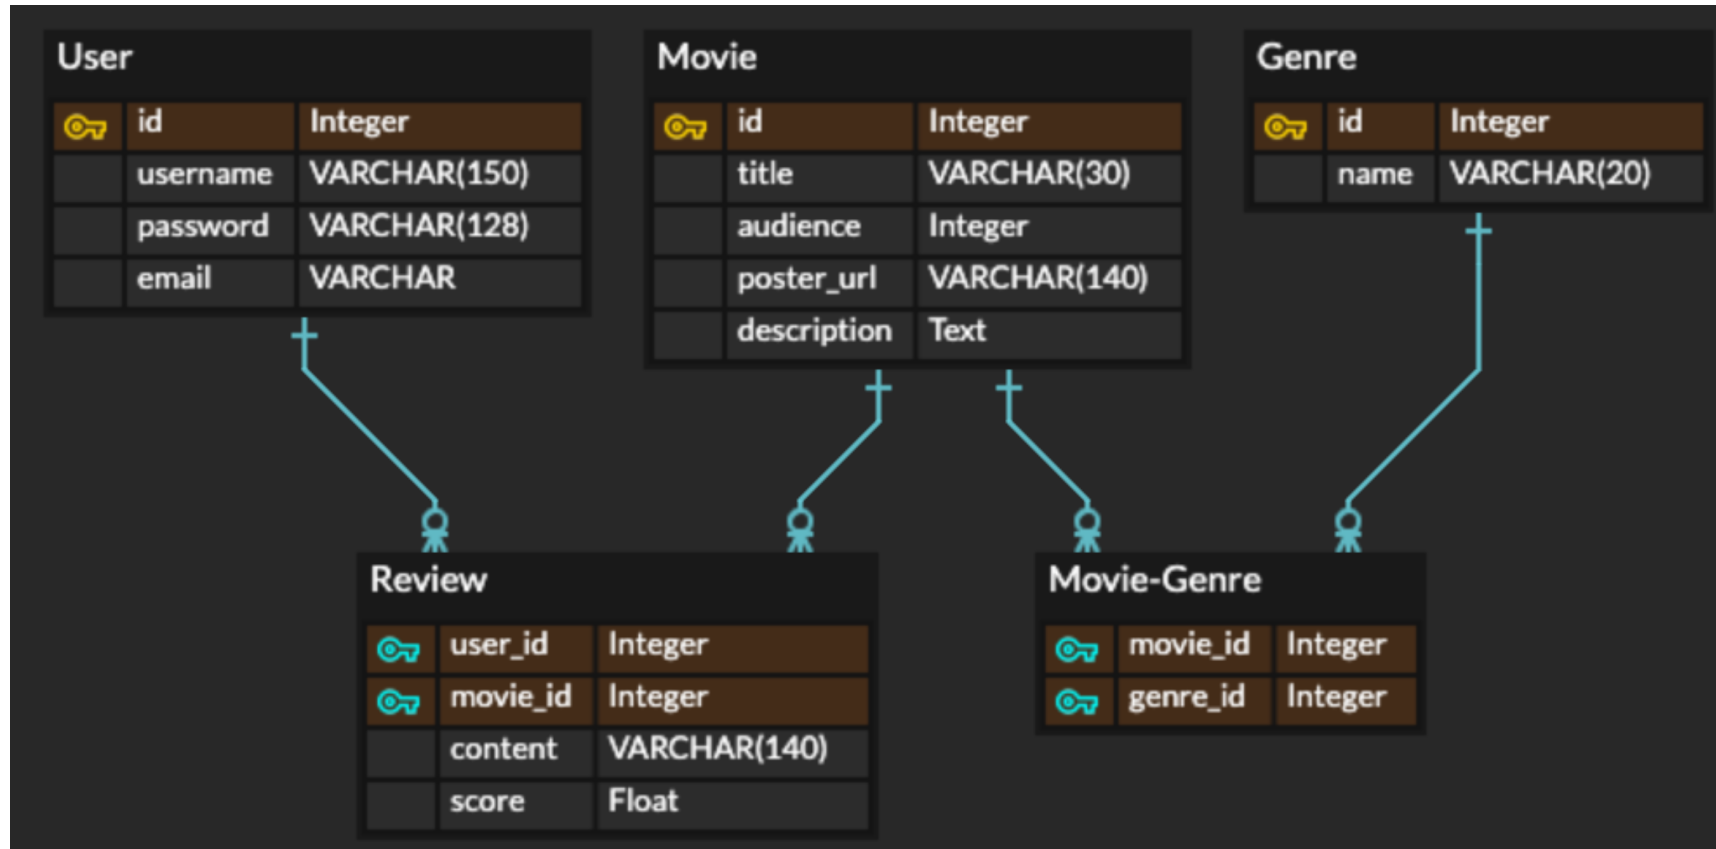 User
id Integer
username VARCHAR(150)
password VARCHAR(128)
email VARCHAR
Movie
id Integer
title VARCHAR(30)
audience Integer
poster_url VARCHAR(140)
description Text
Genre
id Integer
name VARCHAR(20)
Review
user_id Integer
movie_id Integer
content VARCHAR(140)
score Float
Movie-Genre
movie_id Integer
genre_id Integer